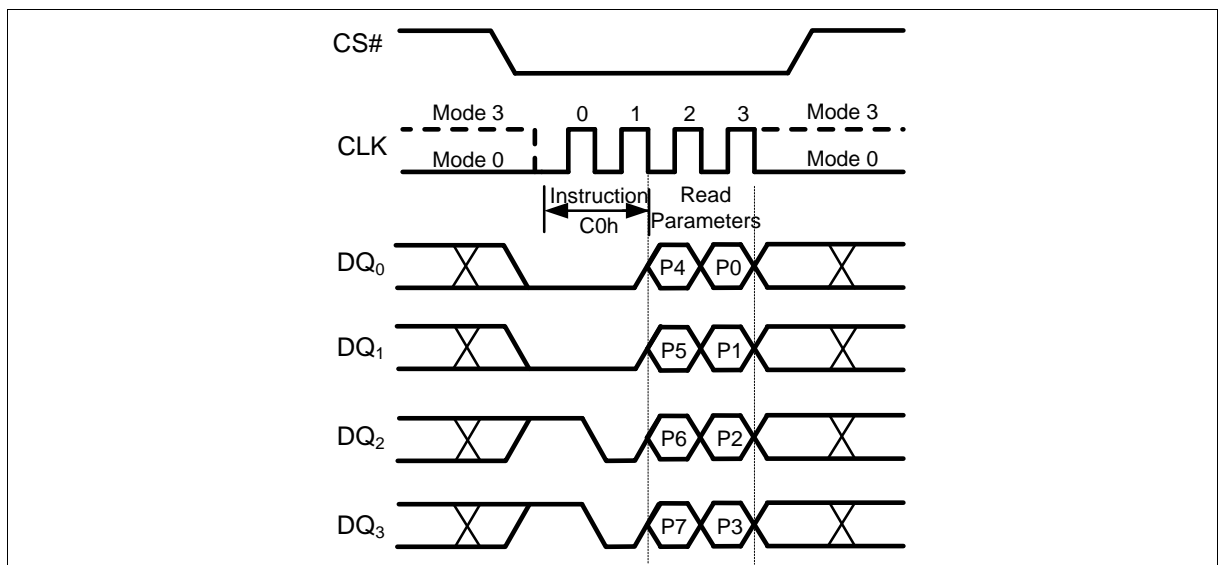 CS#
Mode 3 0 1 2 3 Mode 3
CLK
Mode 0 Mode 0
Instruction Read
C0h Parameters
DQ0 P4 P0
DQ1 P5 P1
DQ2 P6 P2
DQ3 P7 P3